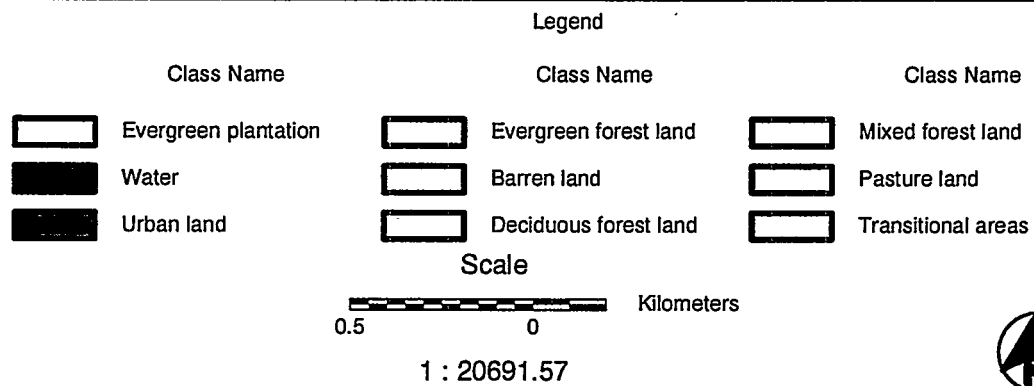 Legend
Class Name Class Name Class Name
Evergreen plantation Evergreen forest land Mixed forest land
Water Barren land Pasture land
Urban land Deciduous forest land Transitional areas
Scale
Kilometers
0.5 0
1 : 20691.57